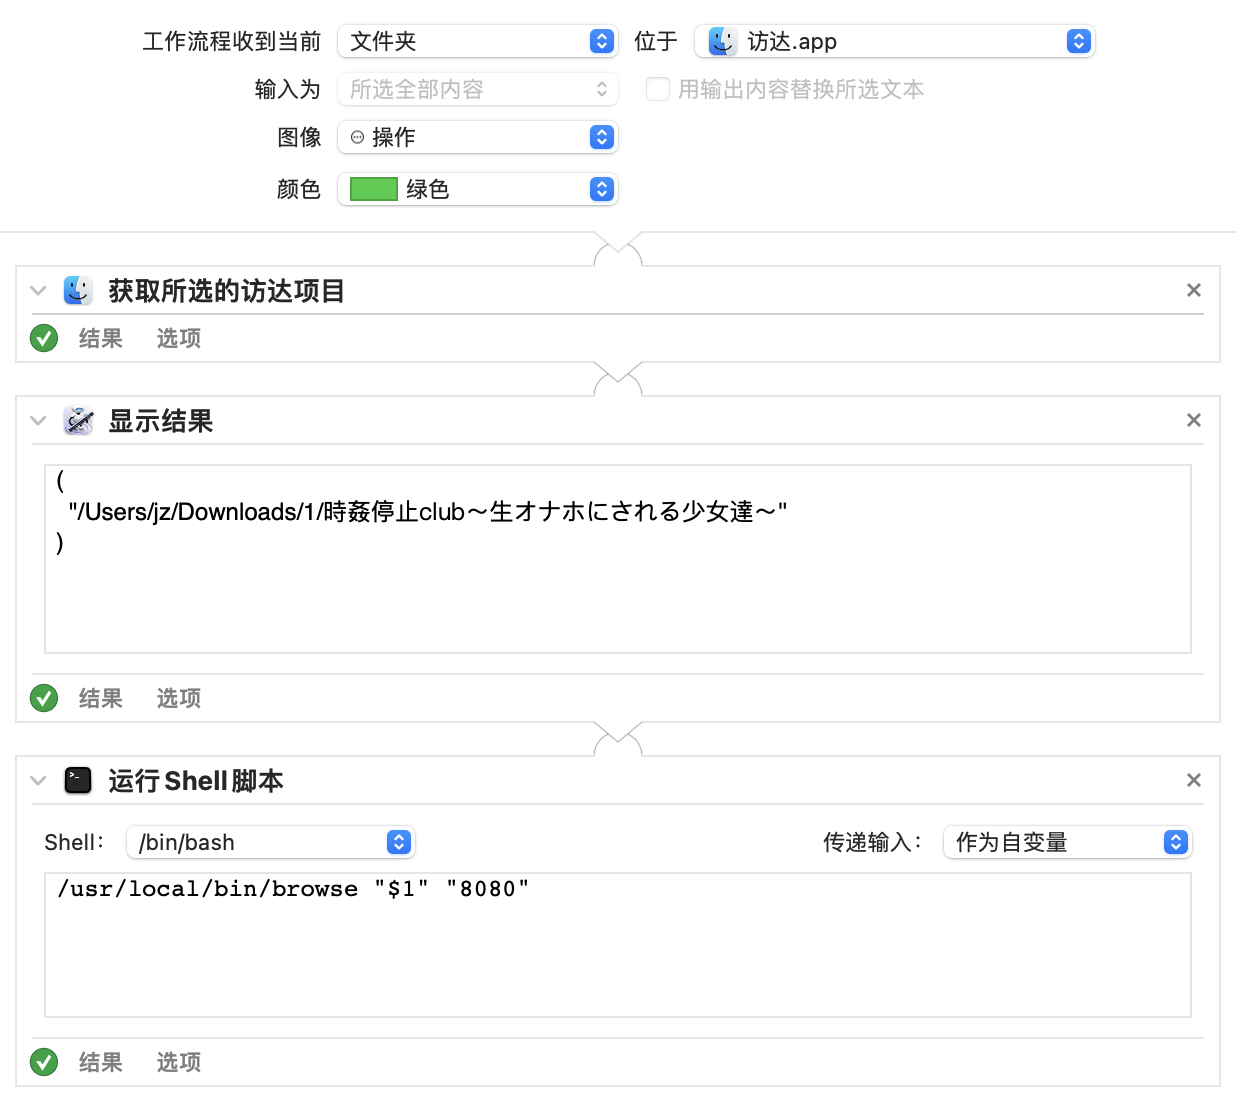 工作流程收到当前 文件夹 位于 访达.app
输入为 所选全部内容 用输出内容替换所选文本
图像 操作
颜色 绿色
获取所选的访达项目
结果 选项
显示结果
(
"/Users/jz/Downloads/1/時姦停止club～生オナホにされる少女達～"
)
结果 选项
运行Shell脚本
Shell： /bin/bash 传递输入： 作为自变量
/usr/local/bin/browse "$1" "8080"
结果 选项